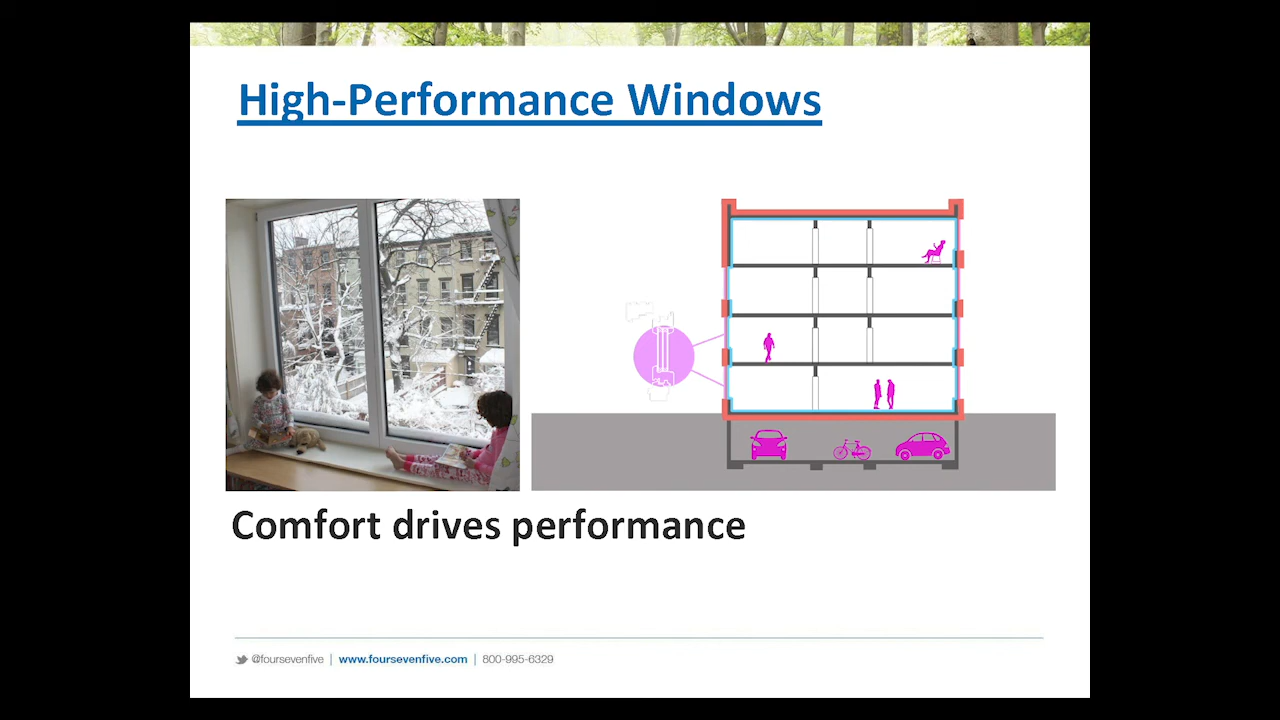 High-Performance Windows
Comfort drives performance
@foursevenfive | www.foursevenfive.com | 800-995-6329